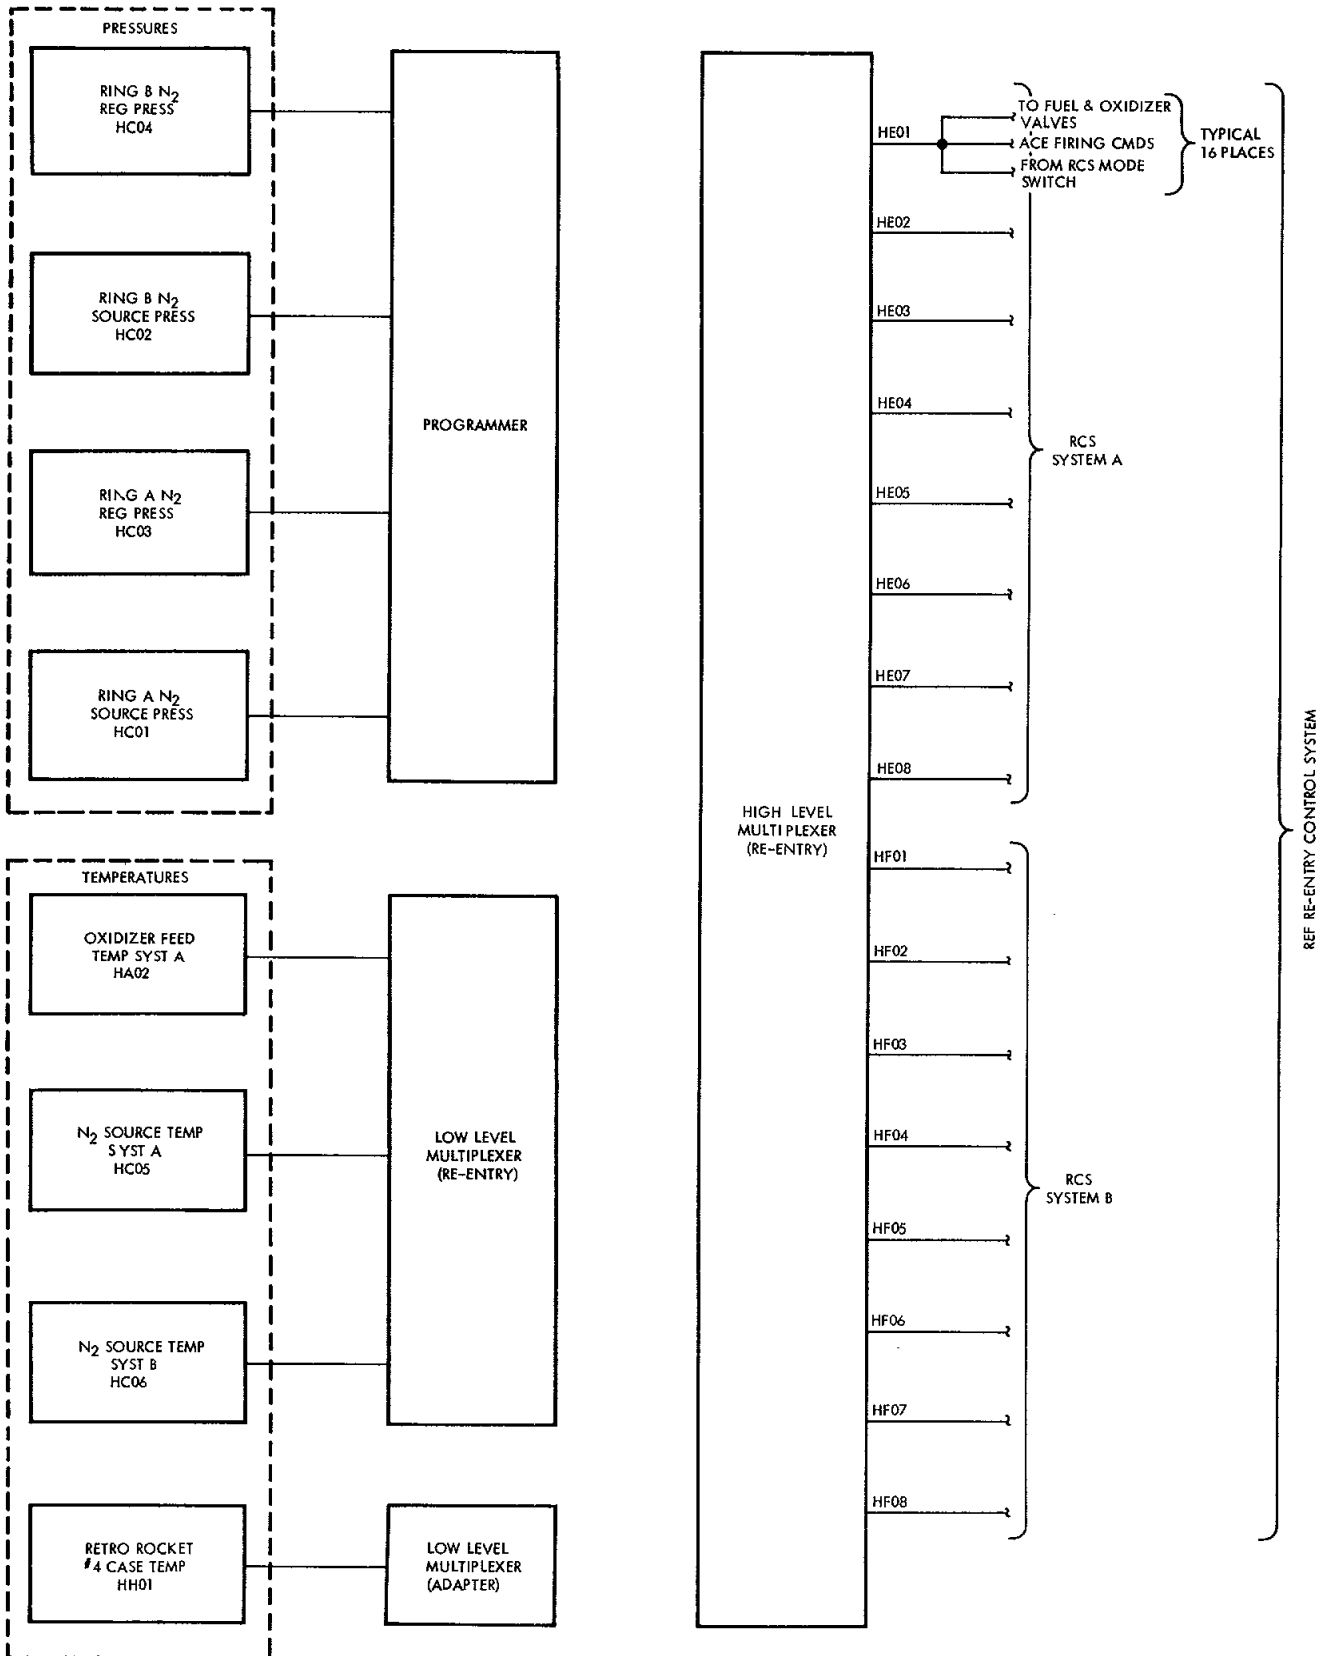 PRESSURES
RING B N2
REG PRESS
HC04
RING B N2
SOURCE PRESS
HC02
RING A N2
REG PRESS
HC03
RING A N2
SOURCE PRESS
HC01
PROGRAMMER
TEMPERATURES
OXIDIZER FEED
TEMP SYST A
HA02
N2 SOURCE TEMP
SYST A
HC05
N2 SOURCE TEMP
SYST B
HC06
RETRO ROCKET
#4 CASE TEMP
HH01
LOW LEVEL
MULTIPLEXER
(RE-ENTRY)
LOW LEVEL
MULTIPLEXER
(ADAPTER)
HIGH LEVEL
MULTIPLEXER
(RE-ENTRY)
HE01
TO FUEL & OXIDIZER
VALVES
ACE FIRING CMDS
FROM RCS MODE
SWITCH
TYPICAL
16 PLACES
HE02
HE03
HE04
HE05
HE06
HE07
HE08
RCS
SYSTEM A
HF01
HF02
HF03
HF04
HF05
HF06
HF07
HF08
RCS
SYSTEM B
REF RE-ENTRY CONTROL SYSTEM